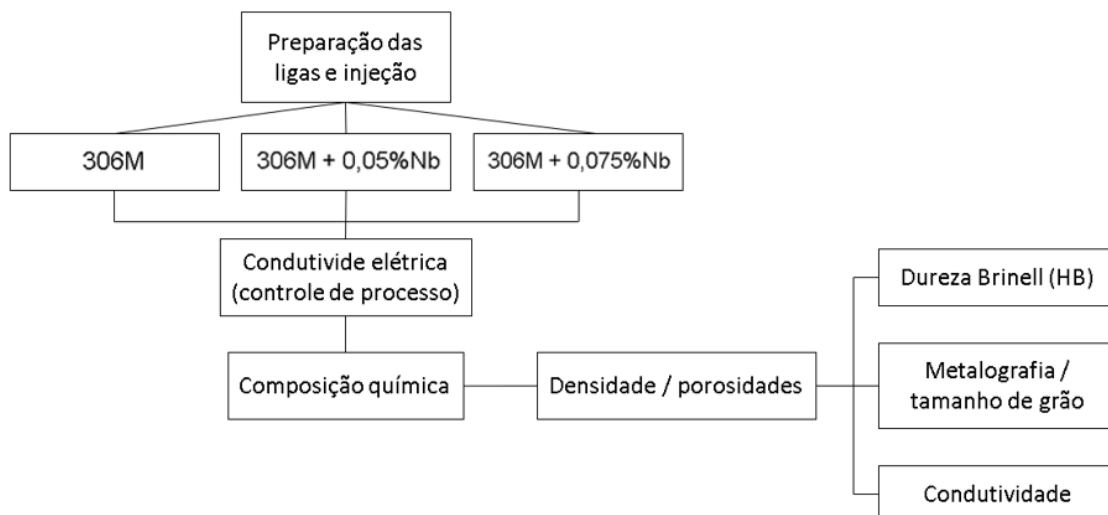 Preparação das
ligas e injeção
306M
306M + 0,05%Nb
306M + 0,075%Nb
Condutivide elétrica
(controle de processo)
Composição química
Densidade / porosidades
Dureza Brinell (HB)
Metalografia /
tamanho de grão
Condutividade